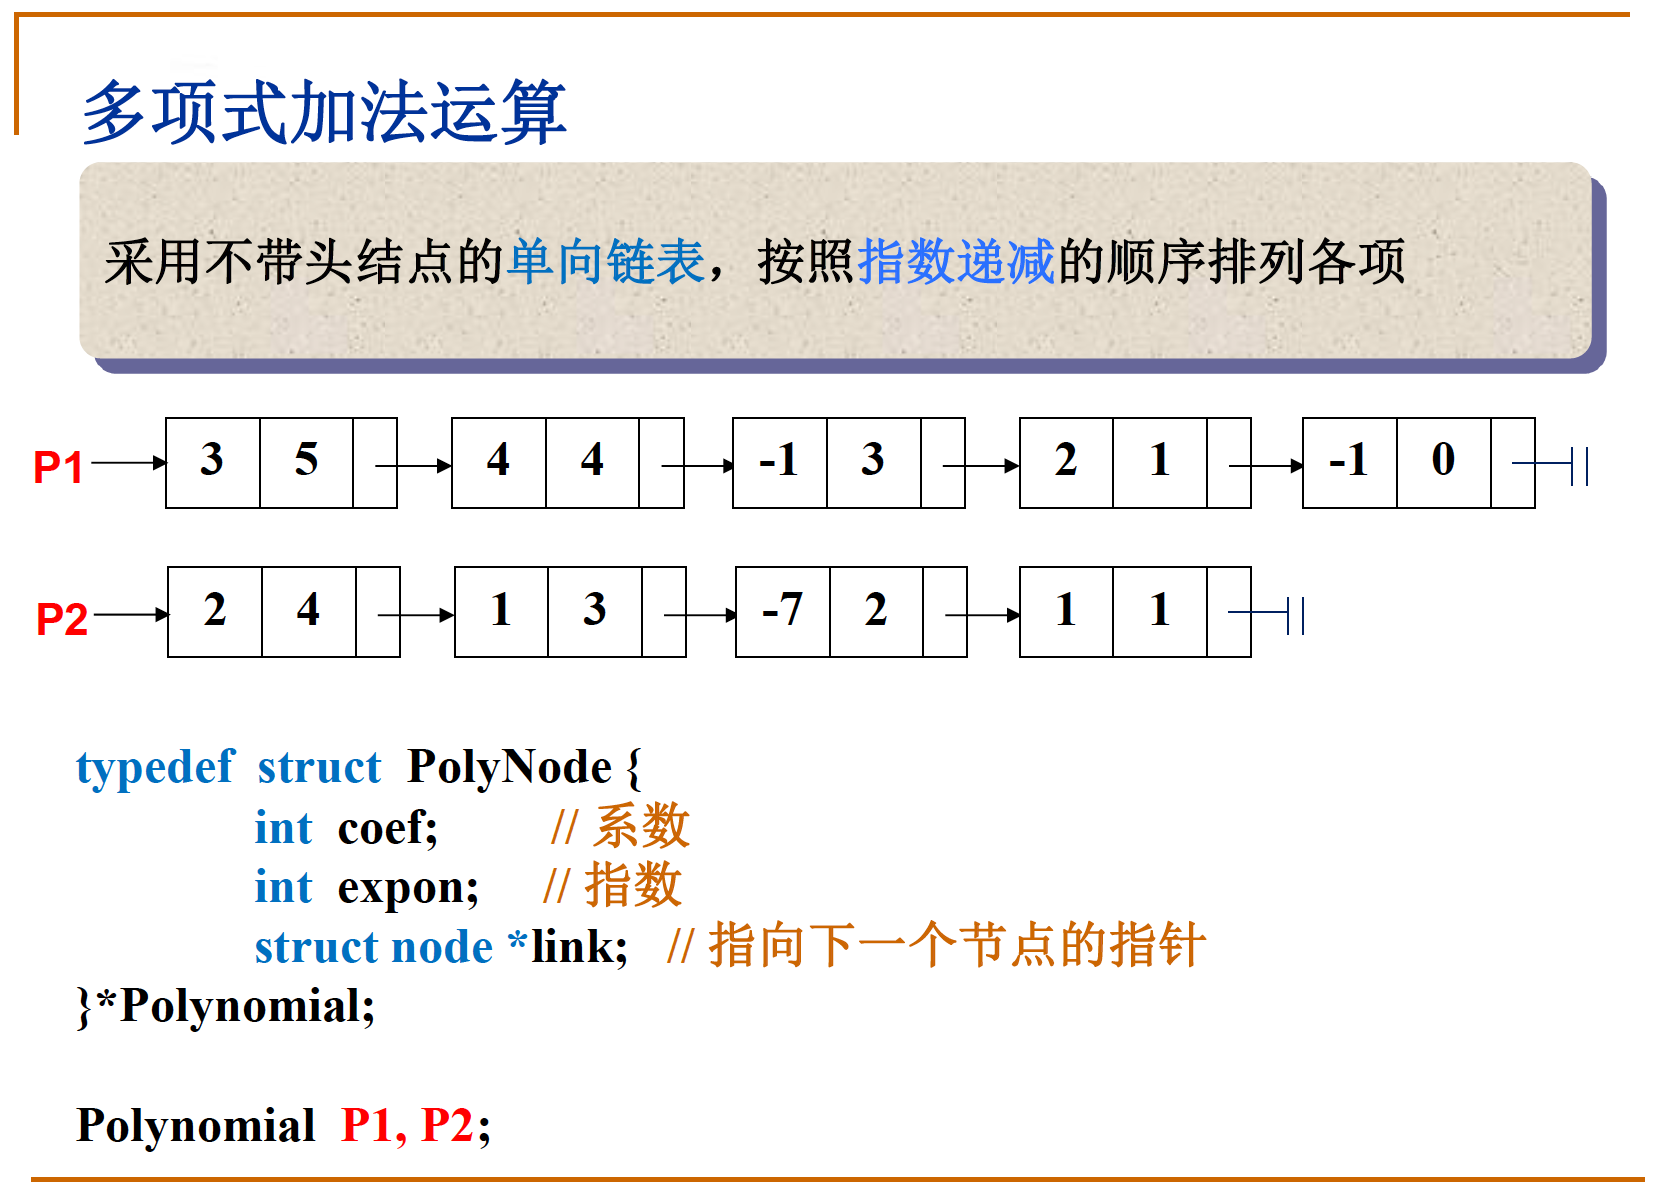 多项式加法运算
采用不带头结点的单向链表，按照指数递减的顺序排列各项
P1 3 5 4 4 -1 3 2 1 -1 0
P2 2 4 1 3 -7 2 1 1
typedef struct PolyNode {
int coef; // 系数
int expon; // 指数
struct node *link; // 指向下一个节点的指针
}*Polynomial;
Polynomial P1, P2;